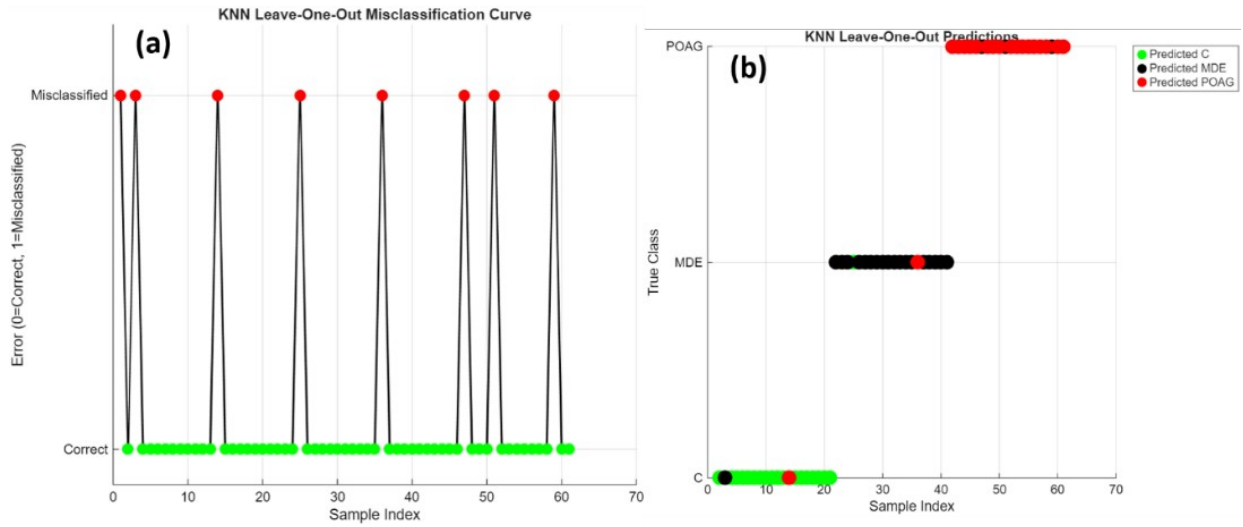 KNN Leave-One-Out Misclassification Curve
(a)
Misclassified
Correct
Error (0=Correct, 1=Misclassified)
0 10 20 30 40 50 60 70
Sample Index
KNN Leave-One-Out Predictions
(b)
POAG
MDE
C
True Class
0 10 20 30 40 50 60 70
Sample Index
Predicted C
Predicted MDE
Predicted POAG